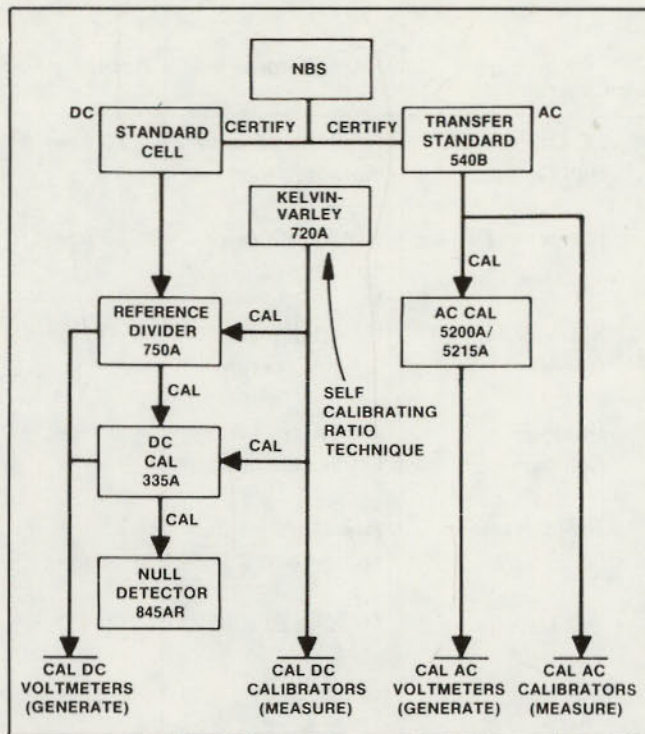 NBS
DC
STANDARD
CELL
CERTIFY
CERTIFY
TRANSFER
STANDARD
540B
AC
KELVIN-
VARLEY
720A
CAL
REFERENCE
DIVIDER
750A
CAL
AC CAL
5200A/
5215A
CAL
SELF
CALIBRATING
RATIO
TECHNIQUE
DC
CAL
335A
CAL
CAL
NULL
DETECTOR
845AR
CAL DC
VOLTMETERS
(GENERATE)
CAL DC
CALIBRATORS
(MEASURE)
CAL AC
VOLTMETERS
(GENERATE)
CAL AC
CALIBRATORS
(MEASURE)